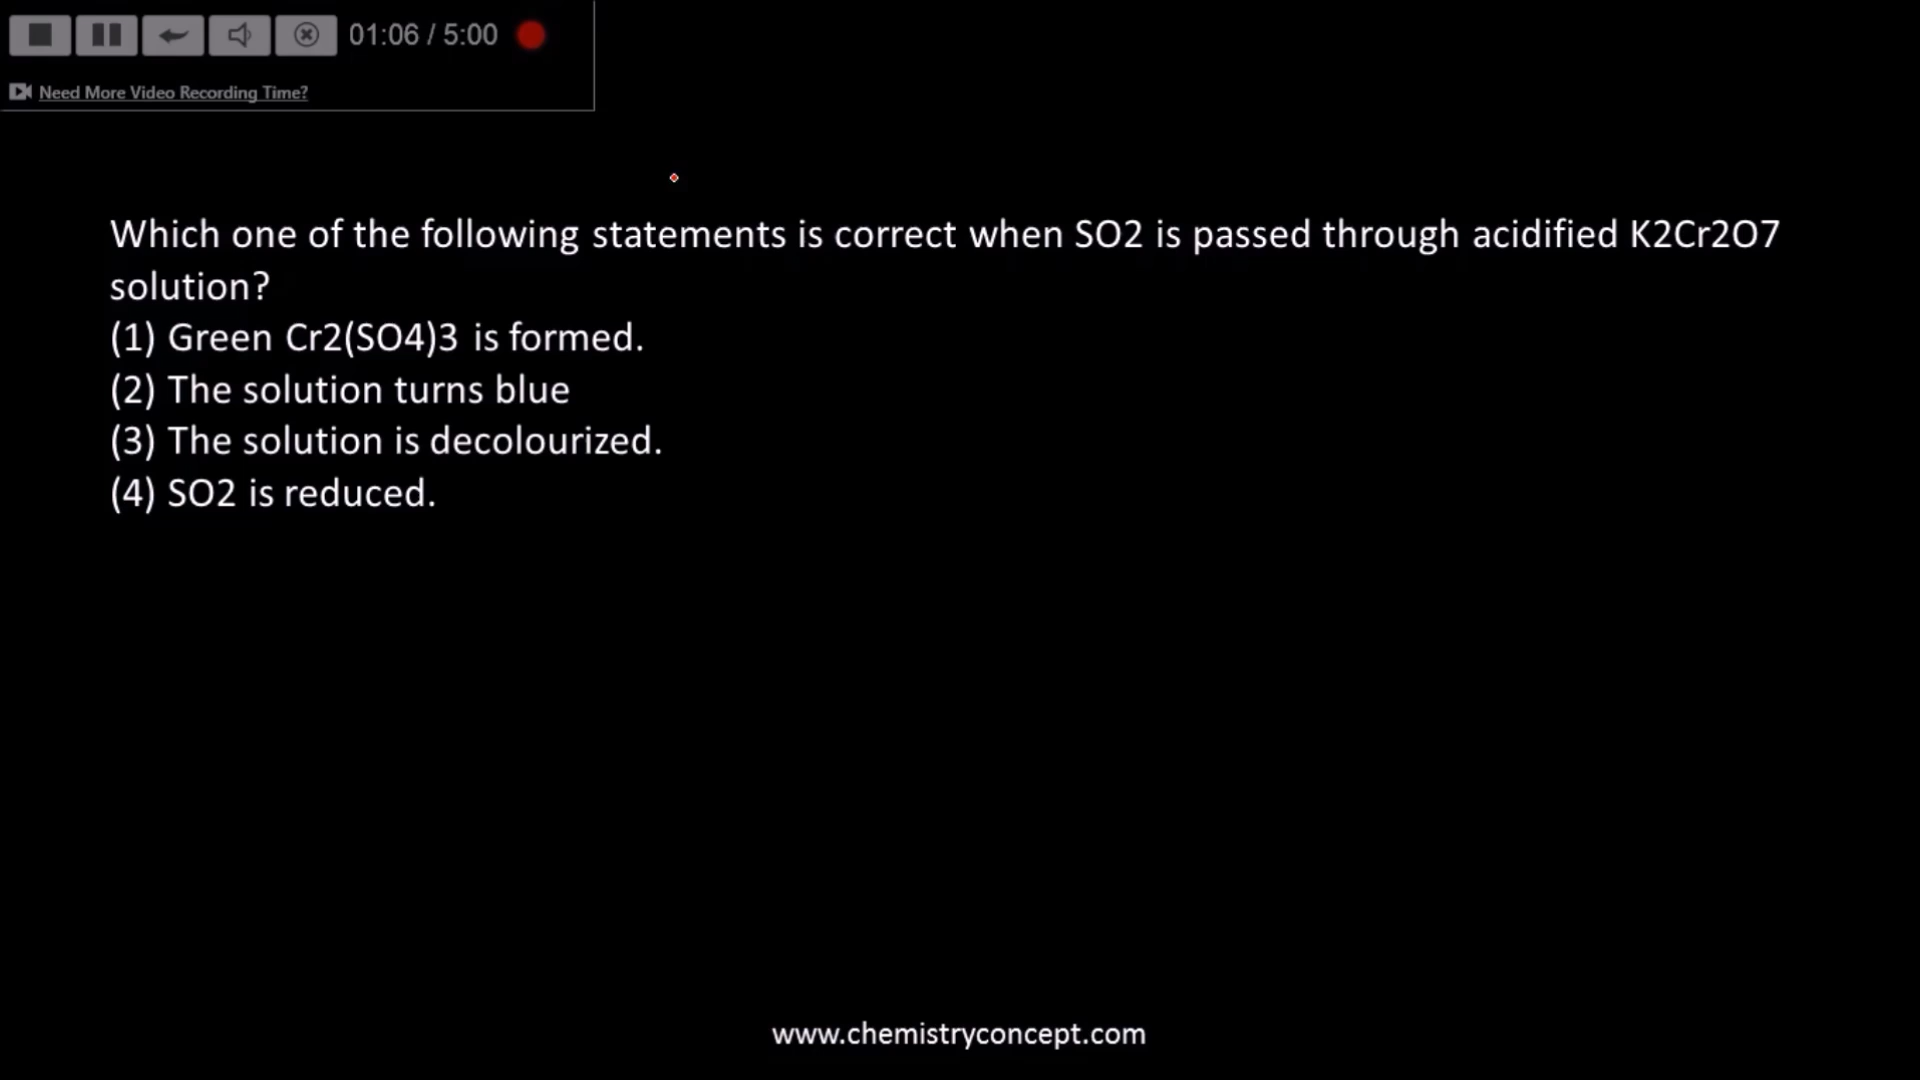 01:06 / 5:00
Need More Video Recording Time?
Which one of the following statements is correct when SO2 is passed through acidified K2Cr2O7
solution?
(1) Green Cr2(SO4)3 is formed.
(2) The solution turns blue
(3) The solution is decolourized.
(4) SO2 is reduced.
www.chemistryconcept.com